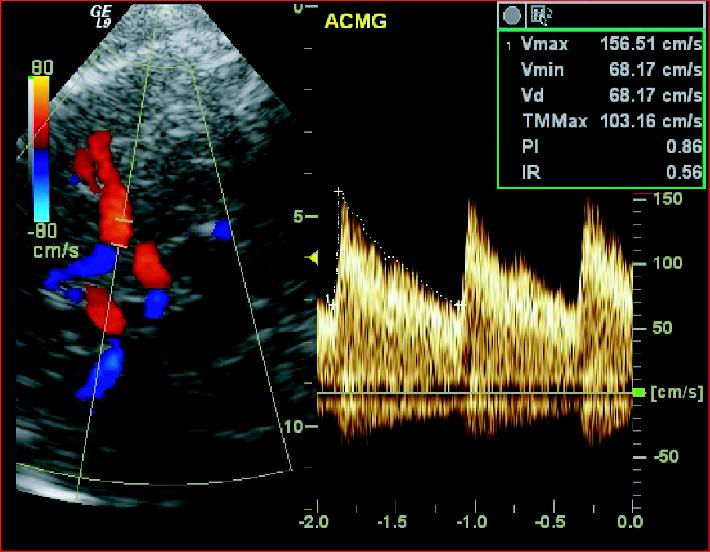 GE
L9
80
-80
cm/s
0
5
10
ACMG
1 Vmax 156.51 cm/s
Vmin 68.17 cm/s
Vd 68.17 cm/s
TMMax 103.16 cm/s
PI 0.86
IR 0.56
150
100
50
[cm/s]
-50
-2.0 -1.5 -1.0 -0.5 0.0